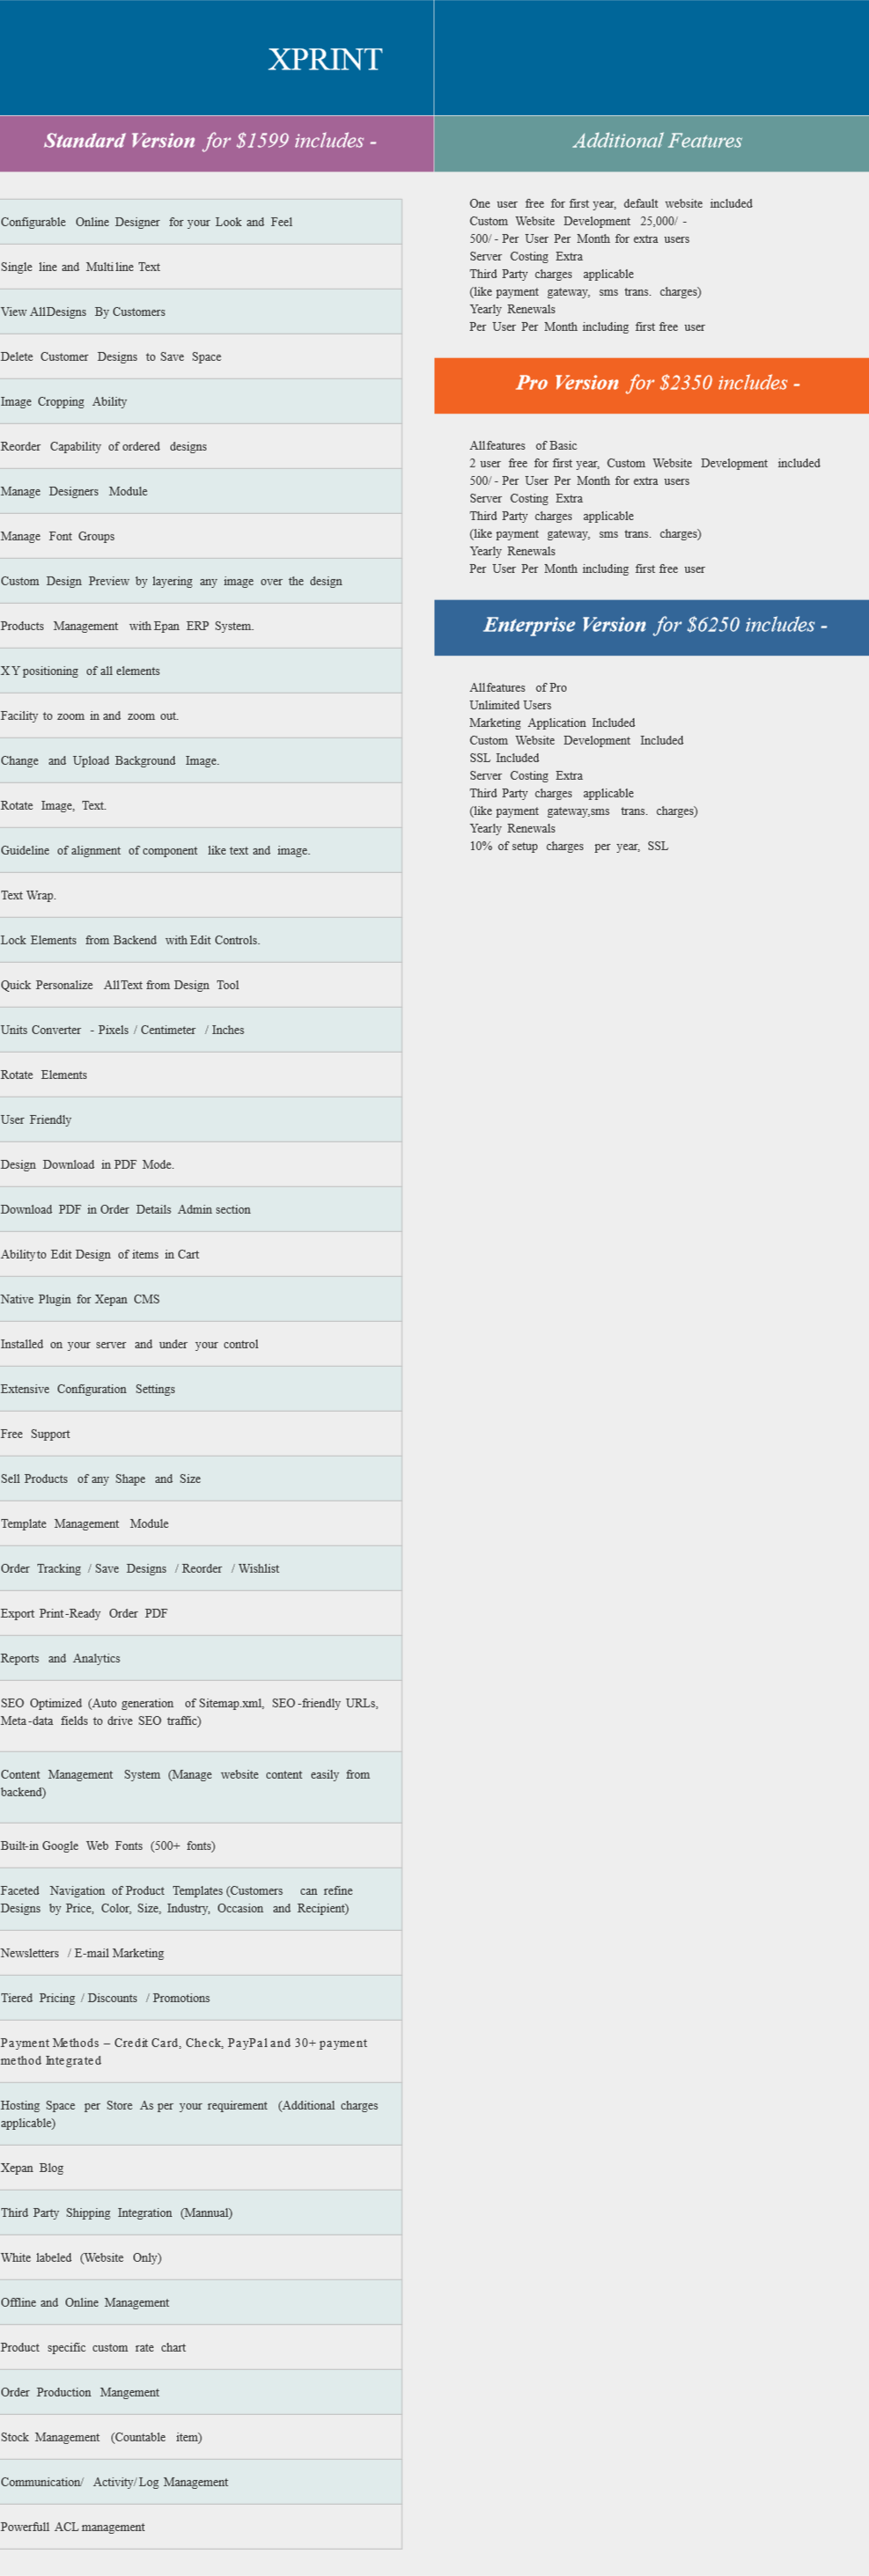 XPRINT
Standard Version for $1599 includes -
Configurable Online Designer for your Look and Feel
Single line and Multiline Text
View AllDesigns By Customers
Delete Customer Designs to Save Space
Image Cropping Ability
Reorder Capability of ordered designs
Manage Designers Module
Manage Font Groups
Custom Design Preview by layering any image over the design
Products Management with Epan ERP System.
X Y positioning of all elements
Facility to zoom in and zoom out.
Change and Upload Background Image.
Rotate Image, Text.
Guideline of alignment of component like text and image.
Text Wrap.
Lock Elements from Backend with Edit Controls.
Quick Personalize AllText from Design Tool
Units Converter - Pixels / Centimeter / Inches
Rotate Elements
User Friendly
Design Download in PDF Mode.
Download PDF in Order Details Admin section
Abilityto Edit Design of items in Cart
Native Plugin for Xepan CMS
Installed on your server and under your control
Extensive Configuration Settings
Free Support
Sell Products of any Shape and Size
Template Management Module
Order Tracking / Save Designs / Reorder / Wishlist
Export Print-Ready Order PDF
Reports and Analytics
SEO Optimized (Auto generation of Sitemap.xml, SEO-friendly URLs,
Meta-data fields to drive SEO traffic)
Content Management System (Manage website content easily from
backend)
Built-in Google Web Fonts (500+ fonts)
Faceted Navigation of Product Templates (Customers can refine
Designs by Price, Color, Size, Industry, Occasion and Recipient)
Newsletters / E-mail Marketing
Tiered Pricing / Discounts / Promotions
Payment Methods – Credit Card, Check, PayPal and 30+ payment
method Integrated
Hosting Space per Store As per your requirement (Additional charges
applicable)
Xepan Blog
Third Party Shipping Integration (Mannual)
White labeled (Website Only)
Offline and Online Management
Product specific custom rate chart
Order Production Mangement
Stock Management (Countable item)
Communication/ Activity/Log Management
Powerfull ACL management
Additional Features
One user free for first year, default website included
Custom Website Development 25,000/ -
500/ - Per User Per Month for extra users
Server Costing Extra
Third Party charges applicable
(like payment gateway, sms trans. charges)
Yearly Renewals
Per User Per Month including first free user
Pro Version for $2350 includes -
Allfeatures of Basic
2 user free for first year, Custom Website Development included
500/ - Per User Per Month for extra users
Server Costing Extra
Third Party charges applicable
(like payment gateway, sms trans. charges)
Yearly Renewals
Per User Per Month including first free user
Enterprise Version for $6250 includes -
Allfeatures of Pro
Unlimited Users
Marketing Application Included
Custom Website Development Included
SSL Included
Server Costing Extra
Third Party charges applicable
(like payment gateway,sms trans. charges)
Yearly Renewals
10% of setup charges per year, SSL